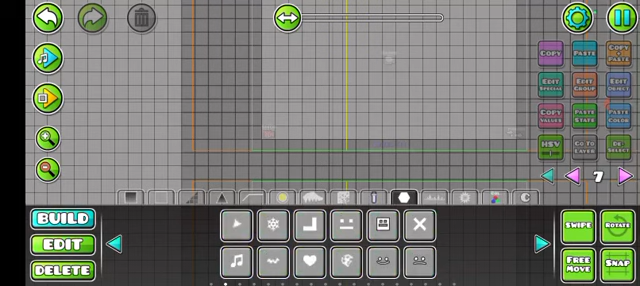 COPY
PASTE
COPY
+
PASTE
EDIT
SPECIAL
EDIT
GROUP
EDIT
OBJECT
COPY
VALUES
PASTE
STATE
PASTE
COLOR
HSV
GO TO
LAYER
DE-
SELECT
7
BUILD
EDIT
DELETE
SWIPE
ROTATE
FREE
MOVE
SNAP